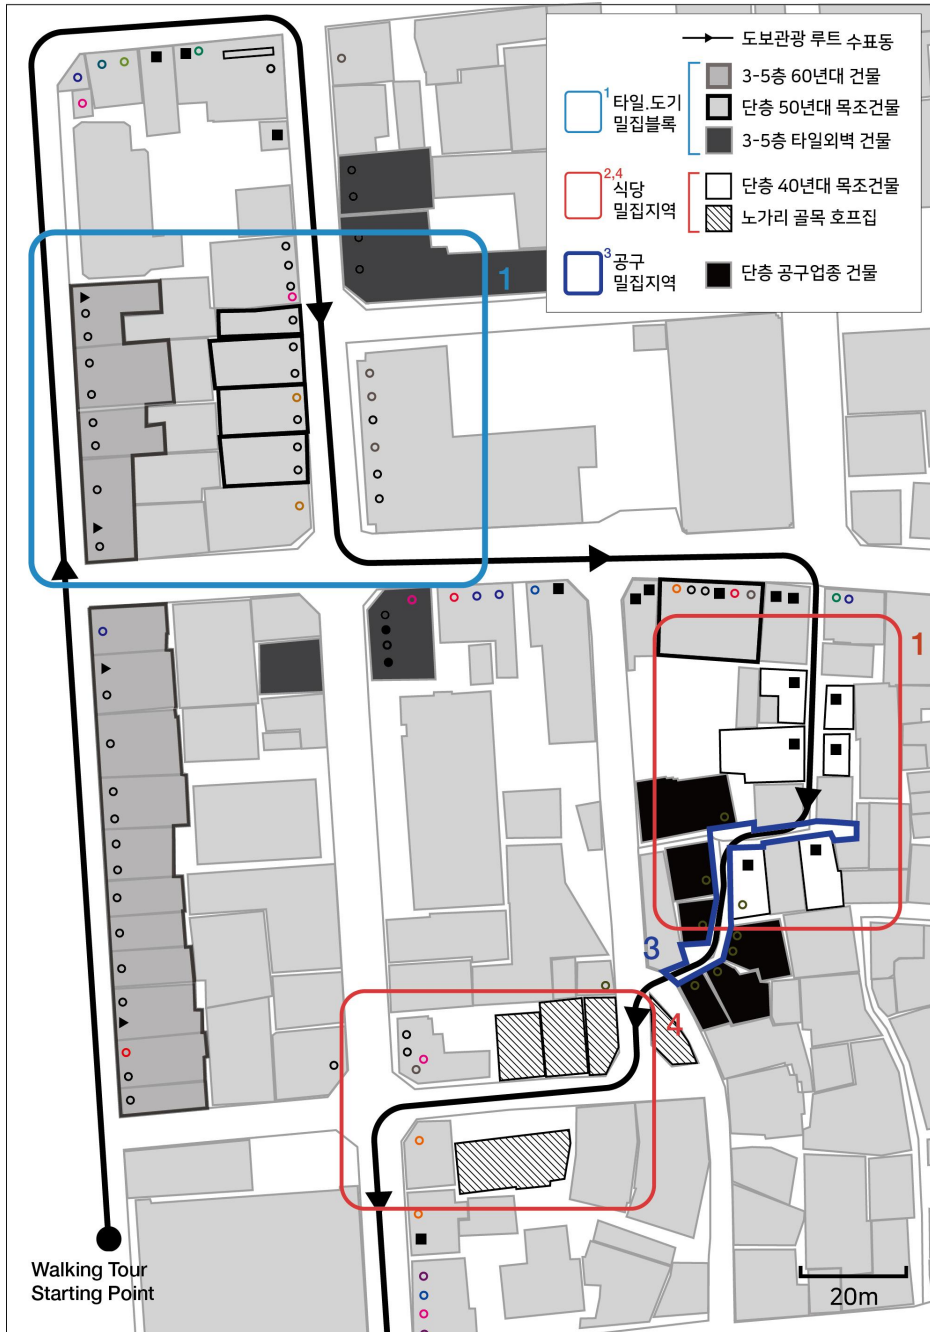 도보관광 루트 수표동
3-5층 60년대 건물
1 타일.도기
밀집블록
단층 50년대 목조건물
3-5층 타일외벽 건물
2,4 식당
밀집지역
단층 40년대 목조건물
노가리 골목 호프집
3 공구
밀집지역
단층 공구업종 건물
1
1
3
4
Walking Tour
Starting Point
20m